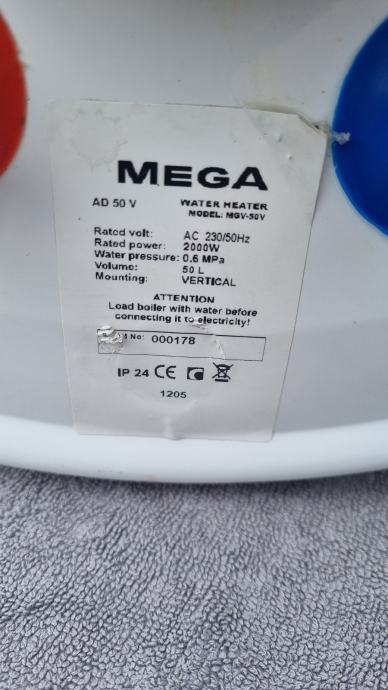 MEGA
AD 50 V WATER HEATER
MODEL: MGV-50V
Rated volt: AC 230/50Hz
Rated power: 2000W
Water pressure: 0.6 MPa
Volume: 50 L
Mounting: VERTICAL
ATTENTION
Load boiler with water before
connecting it to electricity!
No: 000178
IP 24 CE
1205